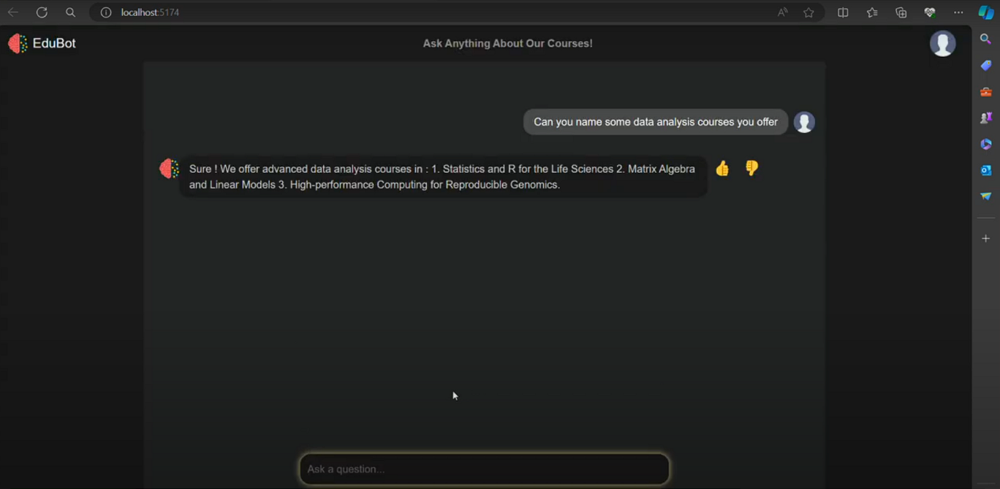 localhost:5174
EduBot
Ask Anything About Our Courses!
Can you name some data analysis courses you offer
Sure ! We offer advanced data analysis courses in : 1. Statistics and R for the Life Sciences 2. Matrix Algebra
and Linear Models 3. High-performance Computing for Reproducible Genomics.
Ask a question...